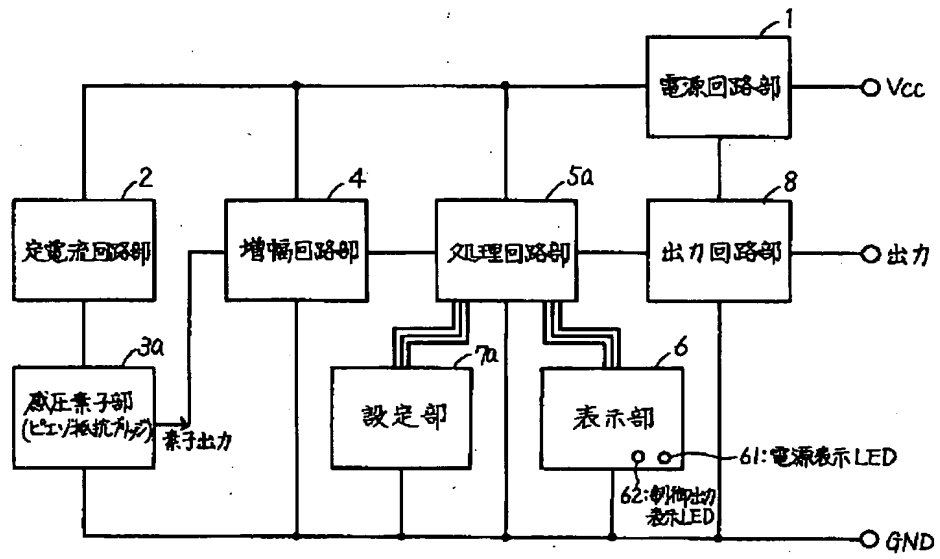 1
電源回路部
Vcc
2
4
5a
8
定電流回路部
増幅回路部
処理回路部
出力回路部
出力
3a
7a
6
感圧素子部
(ピエゾ抵抗ブリッジ)
素子出力
設定部
表示部
61:電源表示LED
62:制御出力
表示LED
GND